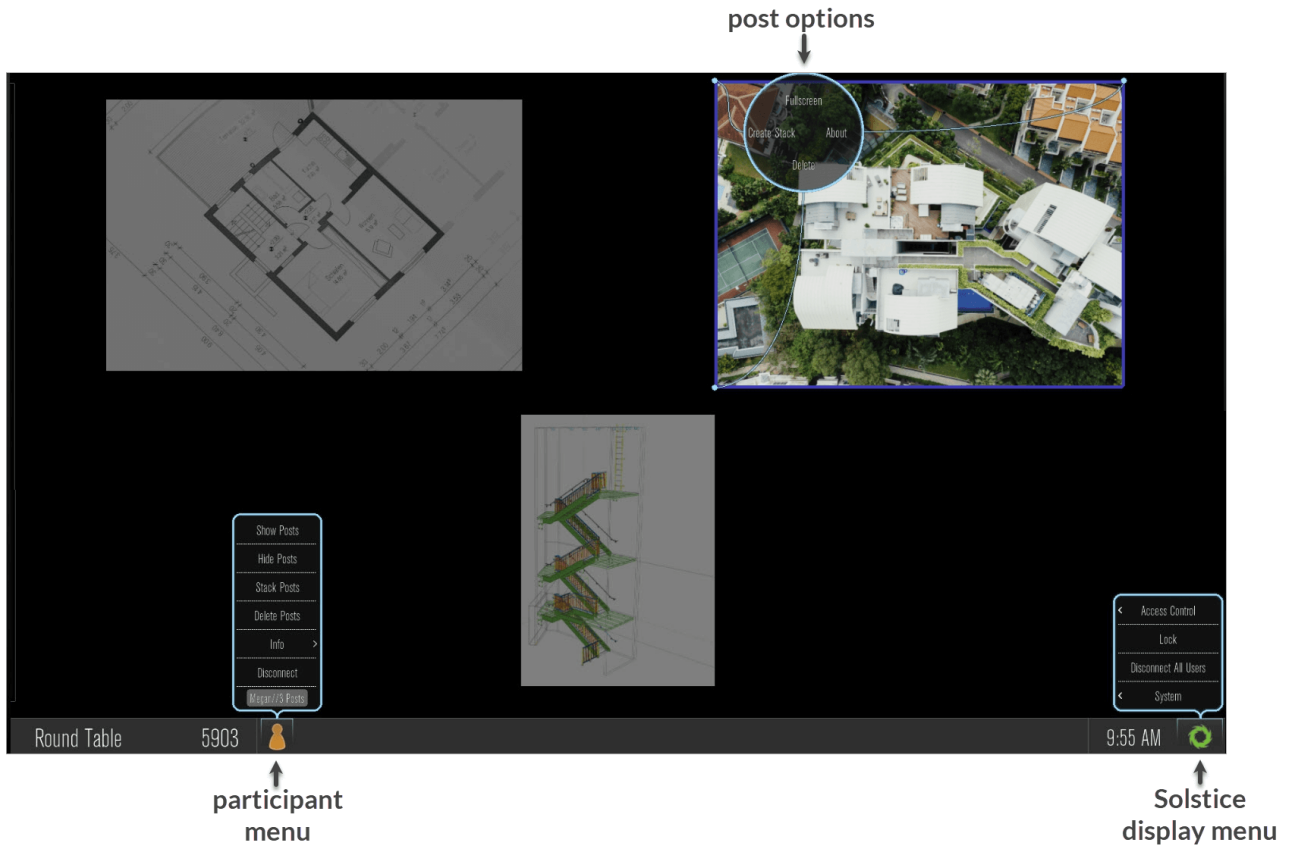 post options
Fullscreen
Create Stack
About
Delete
Show Posts
Hide Posts
Stack Posts
Delete Posts
Info >
Disconnect
Megan//3 Posts
< Access Control
Lock
Disconnect All Users
< System
Round Table
5903
9:55 AM
participant
menu
Solstice
display menu